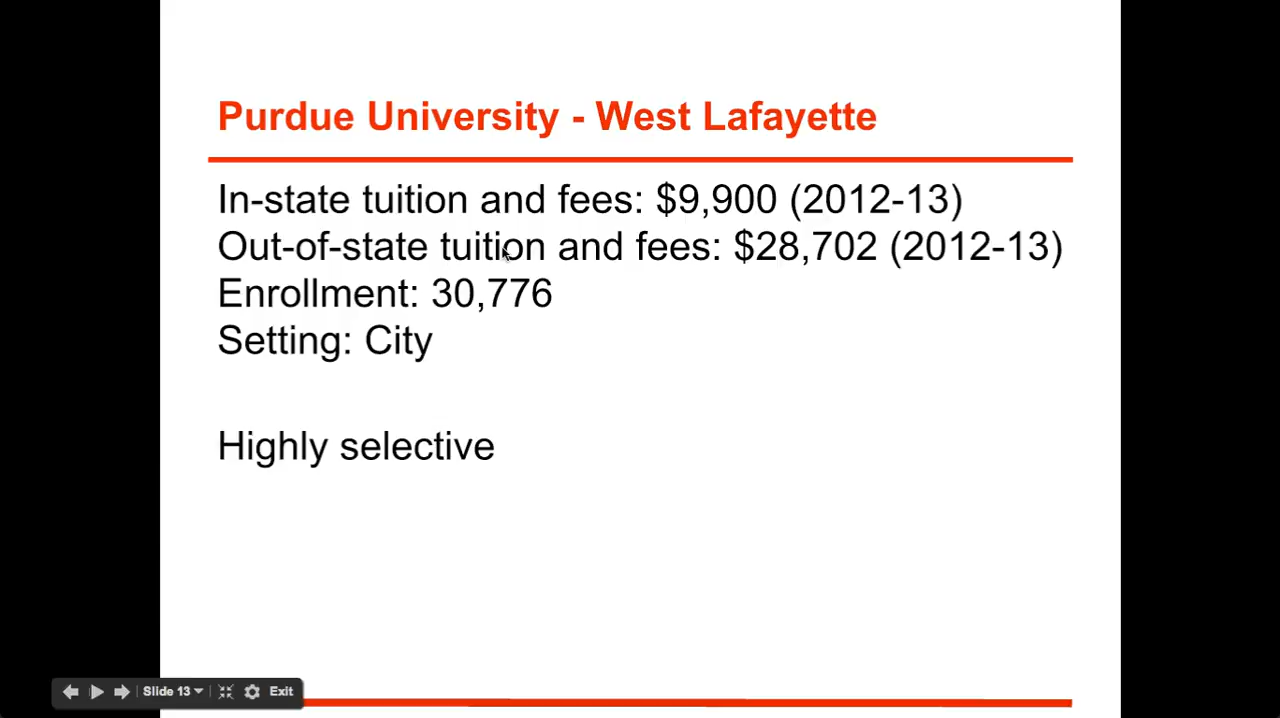 Purdue University - West Lafayette
In-state tuition and fees: $9,900 (2012-13)
Out-of-state tuition and fees: $28,702 (2012-13)
Enrollment: 30,776
Setting: City
Highly selective
Slide 13
Exit